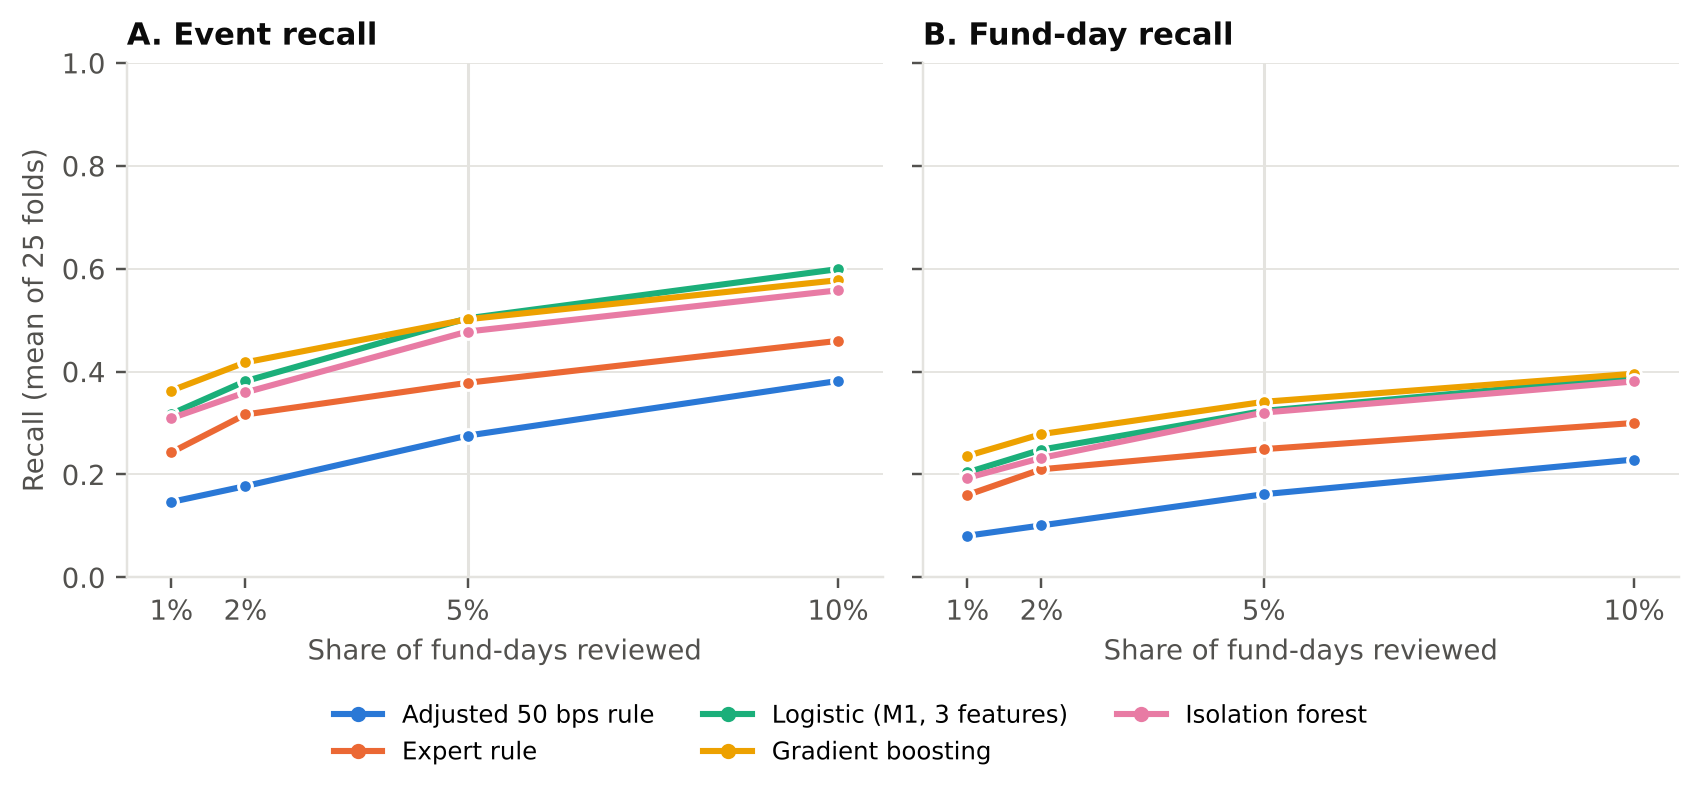 A. Event recall
B. Fund-day recall
Recall (mean of 25 folds)
1.0
0.8
0.6
0.4
0.2
0.0
1% 2% 5% 10%
1% 2% 5% 10%
Share of fund-days reviewed
Share of fund-days reviewed
Adjusted 50 bps rule
Expert rule
Logistic (M1, 3 features)
Gradient boosting
Isolation forest